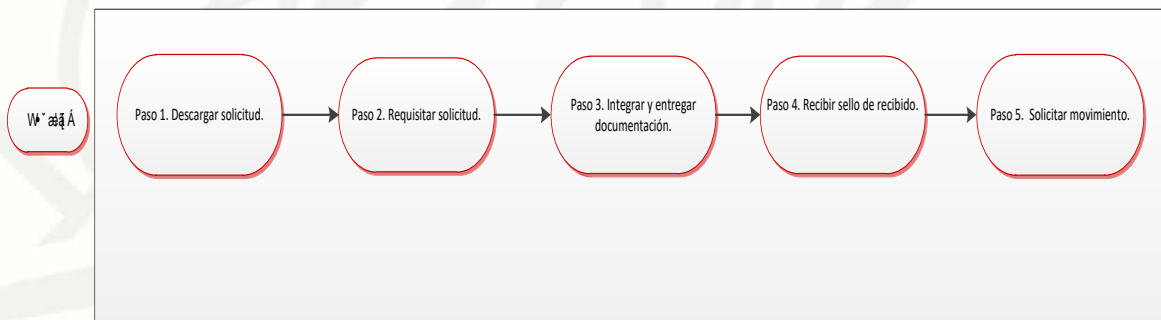 Paso 1. Descargar solicitud.
Paso 2. Requisitar solicitud.
Paso 3. Integrar y entregar
documentación.
Paso 4. Recibir sello de recibido.
Paso 5. Solicitar movimiento.